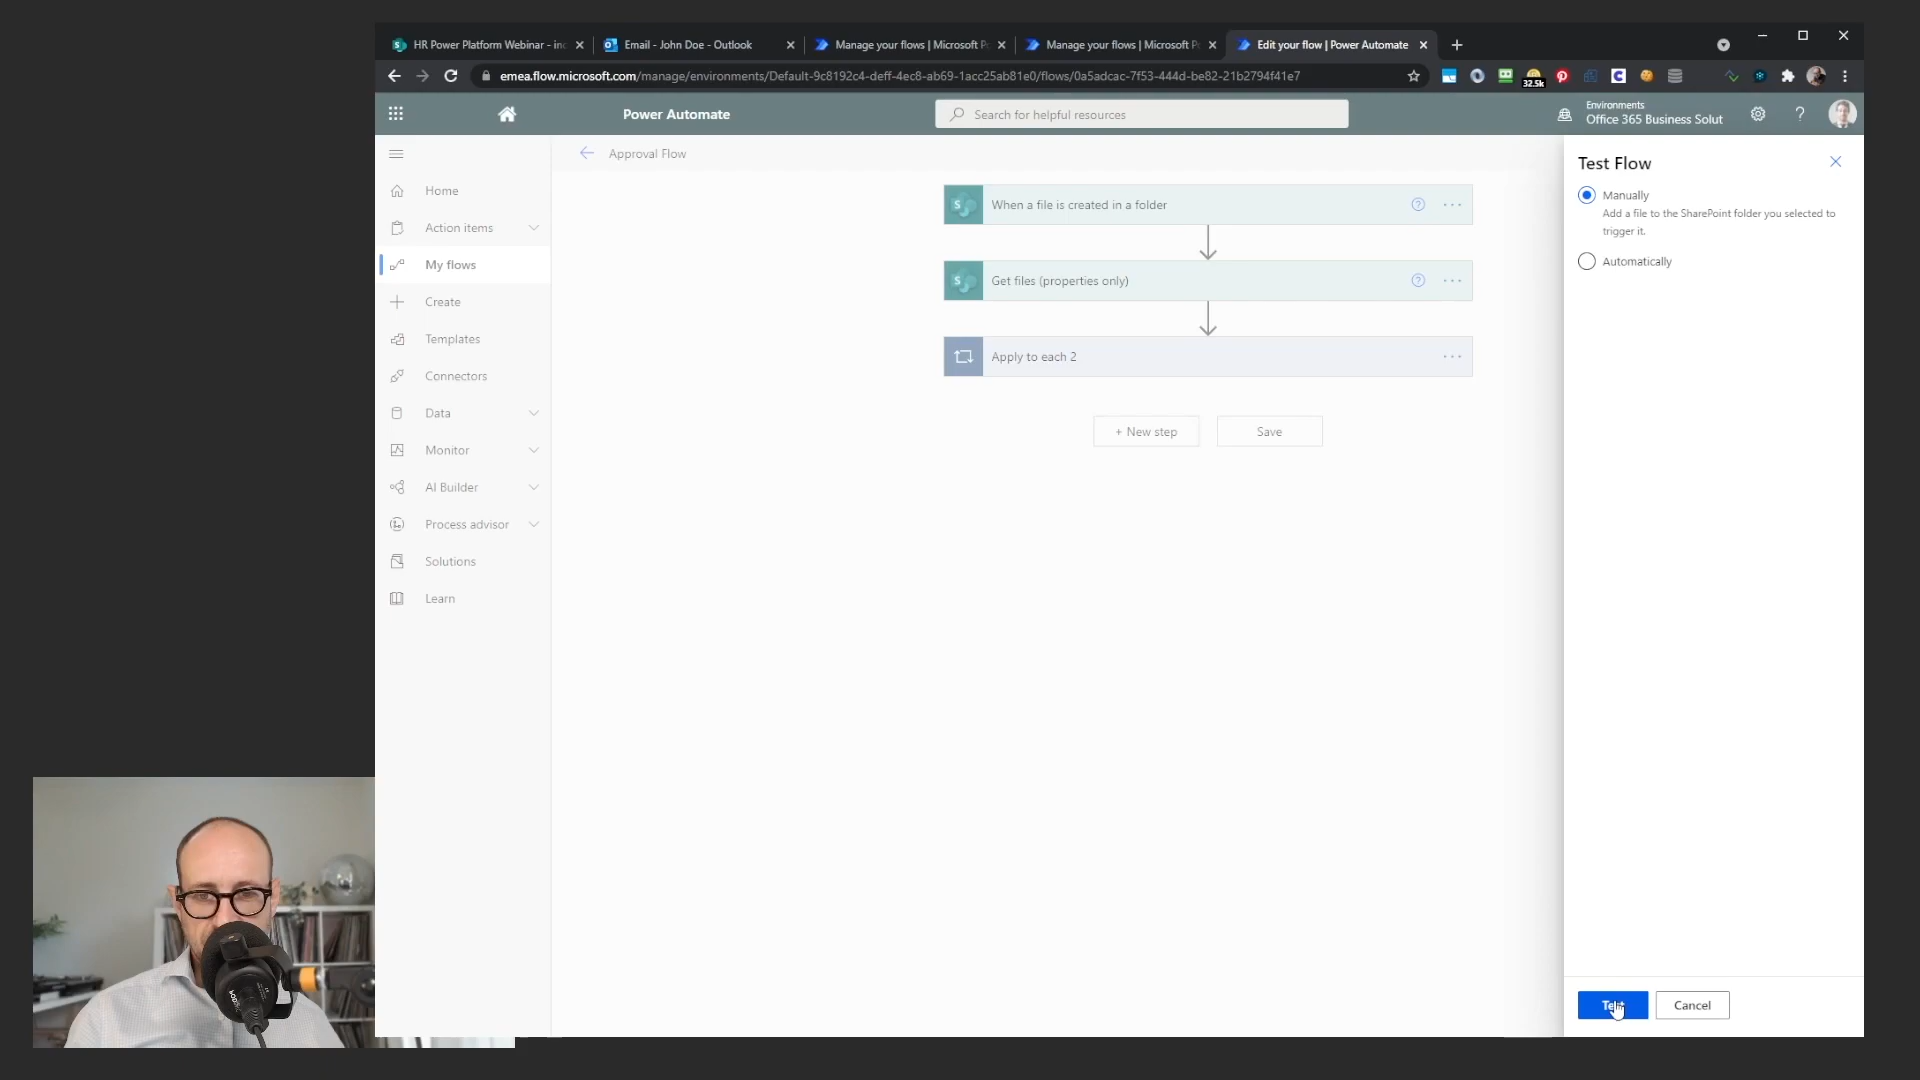 HR Power Platform Webinar - in
Email - John Doe - Outlook
Manage your flows | Microsoft P
Manage your flows | Microsoft P
Edit your flow | Power Automate
emea.flow.microsoft.com/manage/environments/Default-9c8192c4-deff-4ec8-ab69-1acc25ab81e0/flows/0a5adcac-7f53-444d-be82-21b2794f41e7
32.5k
Power Automate
Search for helpful resources
Environments
Office 365 Business Solut
Approval Flow
Home
Action items
My flows
Create
Templates
Connectors
Data
Monitor
AI Builder
Process advisor
Solutions
Learn
When a file is created in a folder
Get files (properties only)
Apply to each 2
+ New step
Save
Test Flow
Manually
Add a file to the SharePoint folder you selected to
trigger it.
Automatically
Cancel